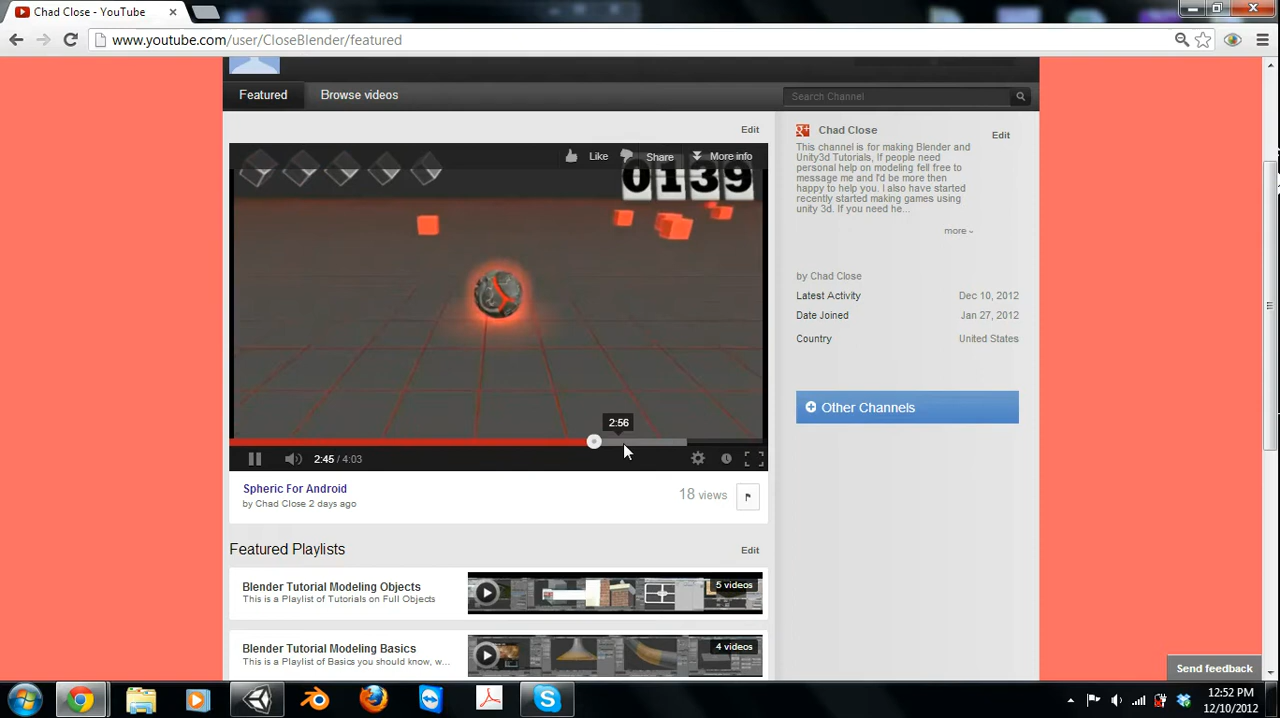 Chad Close - YouTube
www.youtube.com/user/CloseBlender/featured
Featured
Browse videos
Search Channel
Edit
Like
Share
More info
0139
2:56
2:45 / 4:03
Spheric For Android
by Chad Close 2 days ago
18 views
Featured Playlists
Edit
Blender Tutorial Modeling Objects
This is a Playlist of Tutorials on Full Objects
5 videos
Blender Tutorial Modeling Basics
This is a Playlist of Basics you should know, w...
4 videos
Chad Close
Edit
This channel is for making Blender and
Unity3d Tutorials, If people need
personal help on modeling fell free to
message me and I'd be more then
happy to help you. I also have started
recently started making games using
unity 3d. If you need he...
more
by Chad Close
Latest Activity Dec 10, 2012
Date Joined Jan 27, 2012
Country United States
Other Channels
Send feedback
12:52 PM
12/10/2012